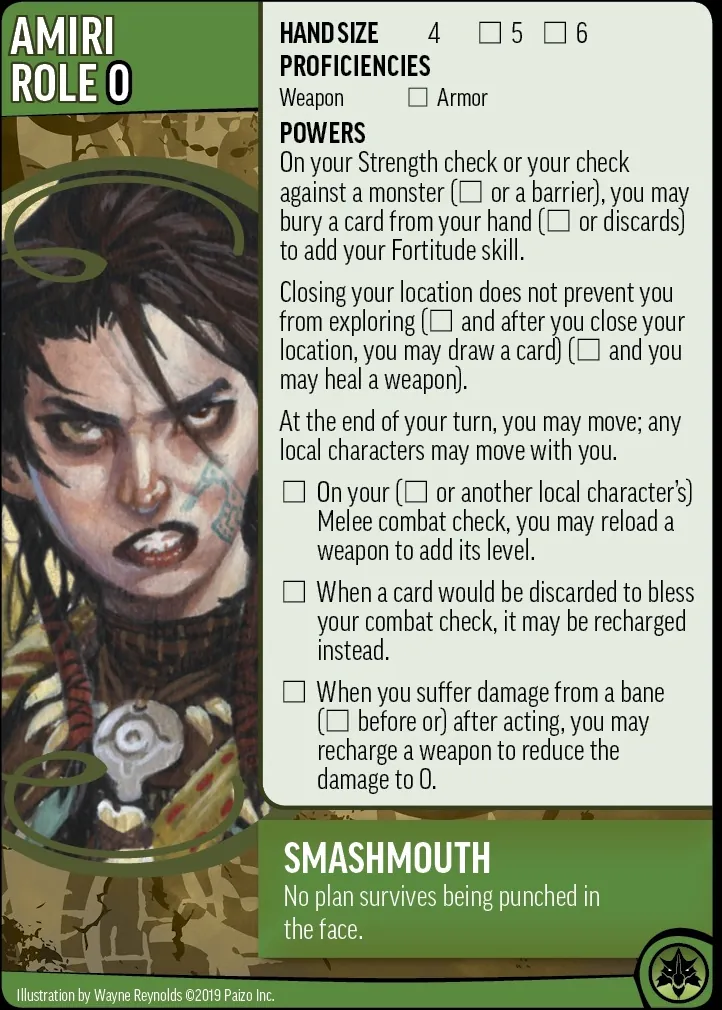 AMIRI
ROLE 0
HAND SIZE 4 ☐ 5 ☐ 6
PROFICIENCIES
Weapon ☐ Armor
POWERS
On your Strength check or your check
against a monster (☐ or a barrier), you may
bury a card from your hand (☐ or discards)
to add your Fortitude skill.
Closing your location does not prevent you
from exploring (☐ and after you close your
location, you may draw a card) (☐ and you
may heal a weapon).
At the end of your turn, you may move; any
local characters may move with you.
☐ On your (☐ or another local character's)
Melee combat check, you may reload a
weapon to add its level.
☐ When a card would be discarded to bless
your combat check, it may be recharged
instead.
☐ When you suffer damage from a bane
(☐ before or) after acting, you may
recharge a weapon to reduce the
damage to 0.
SMASHMOUTH
No plan survives being punched in
the face.
Illustration by Wayne Reynolds ©2019 Paizo Inc.